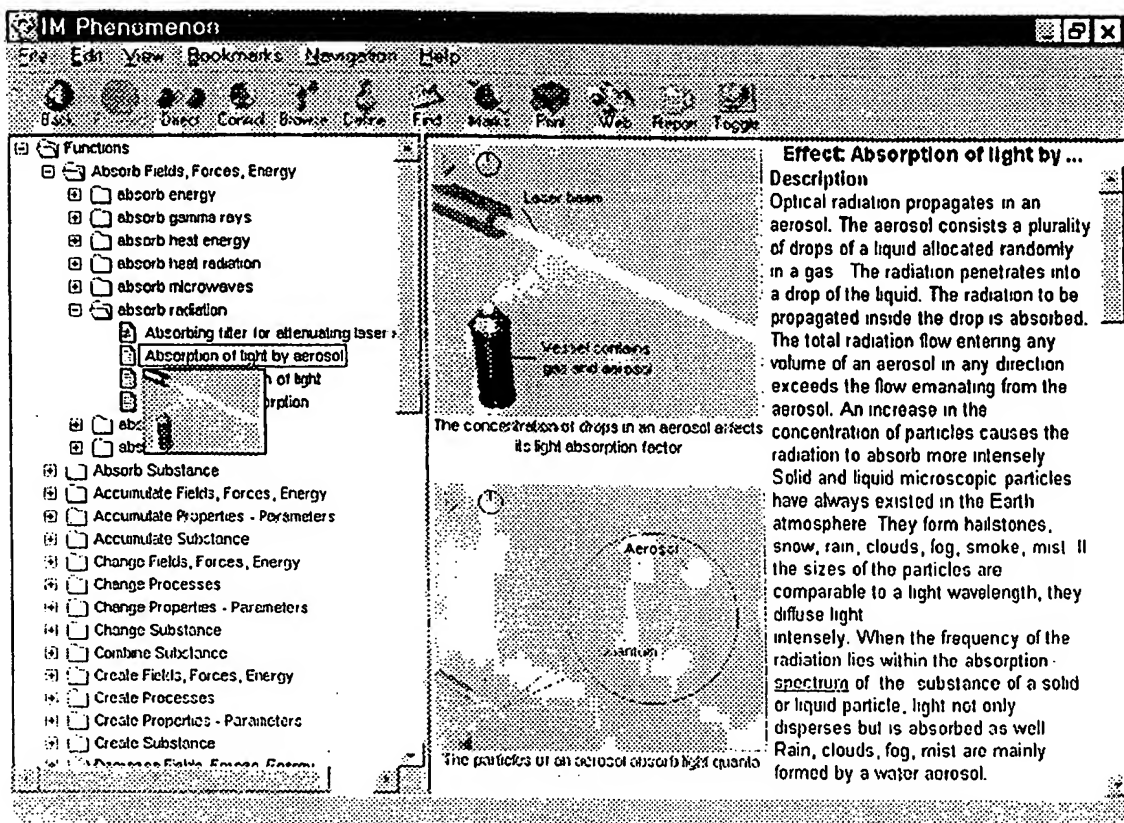 IM Phenomenon
File Edit View Bookmarks Navigation Help
Back Direct Consult Browse Define Find Marks Print Web Report Toggle
Functions
Absorb Fields, Forces, Energy
absorb energy
absorb gamma rays
absorb heat energy
absorb heat radiation
absorb microwaves
absorb radiation
Absorbing filter for attenuating laser
Absorption of light by aerosol
of light
orption
abs
abs
Absorb Substance
Accumulate Fields, Forces, Energy
Accumulate Properties - Parameters
Accumulate Substance
Change Fields, Forces, Energy
Change Processes
Change Properties - Parameters
Change Substance
Combine Substance
Create Fields, Forces, Energy
Create Processes
Create Properties - Parameters
Create Substance
Decrease Fields, Forces, Energy
Laser beam
Vessel contains
gas and aerosol
The concentration of drops in an aerosol affects
its light absorption factor
Aerosol
quantum
The particles of an aerosol absorb light quanta
Effect: Absorption of light by ...
Description
Optical radiation propagates in an
aerosol. The aerosol consists a plurality
of drops of a liquid allocated randomly
in a gas The radiation penetrates into
a drop of the liquid. The radiation to be
propagated inside the drop is absorbed.
The total radiation flow entering any
volume of an aerosol in any direction
exceeds the flow emanating from the
aerosol. An increase in the
concentration of particles causes the
radiation to absorb more intensely
Solid and liquid microscopic particles
have always existed in the Earth
atmosphere They form hailstones,
snow, rain, clouds, fog, smoke, mist If
the sizes of the particles are
comparable to a light wavelength, they
diffuse light
intensely. When the frequency of the
radiation lies within the absorption
spectrum of the substance of a solid
or liquid particle, light not only
disperses but is absorbed as well
Rain, clouds, fog, mist are mainly
formed by a water aerosol.